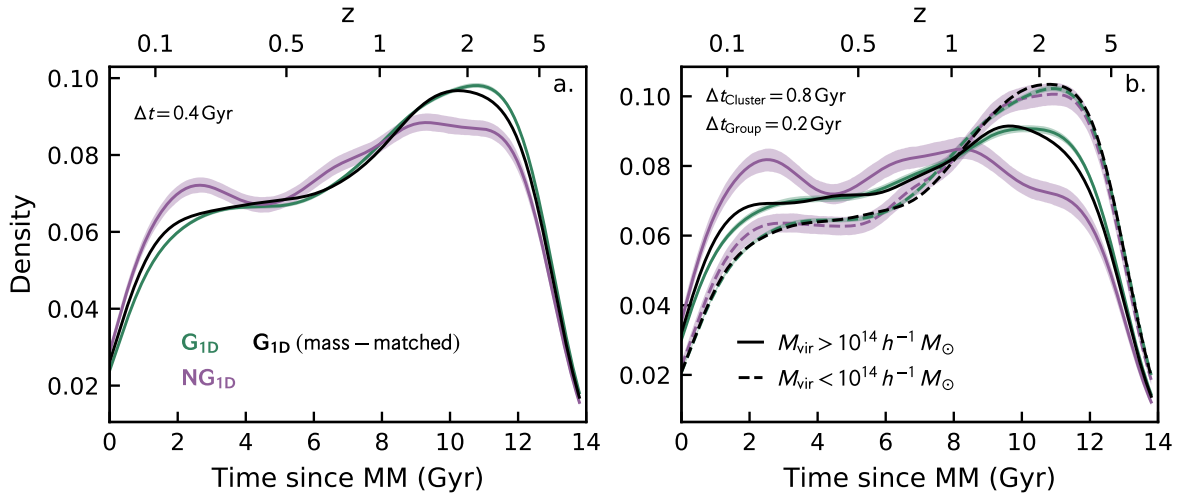 z
0.1 0.5 1 2 5
a.
Δt = 0.4 Gyr
0.10
0.08
0.06
0.04
0.02
Density
G1D G1D (mass − matched)
NG1D
0 2 4 6 8 10 12 14
Time since MM (Gyr)
z
0.1 0.5 1 2 5
b.
ΔtCluster = 0.8 Gyr
ΔtGroup = 0.2 Gyr
0.10
0.08
0.06
0.04
0.02
Mvir > 10¹⁴ h⁻¹ M⊙
Mvir < 10¹⁴ h⁻¹ M⊙
0 2 4 6 8 10 12 14
Time since MM (Gyr)